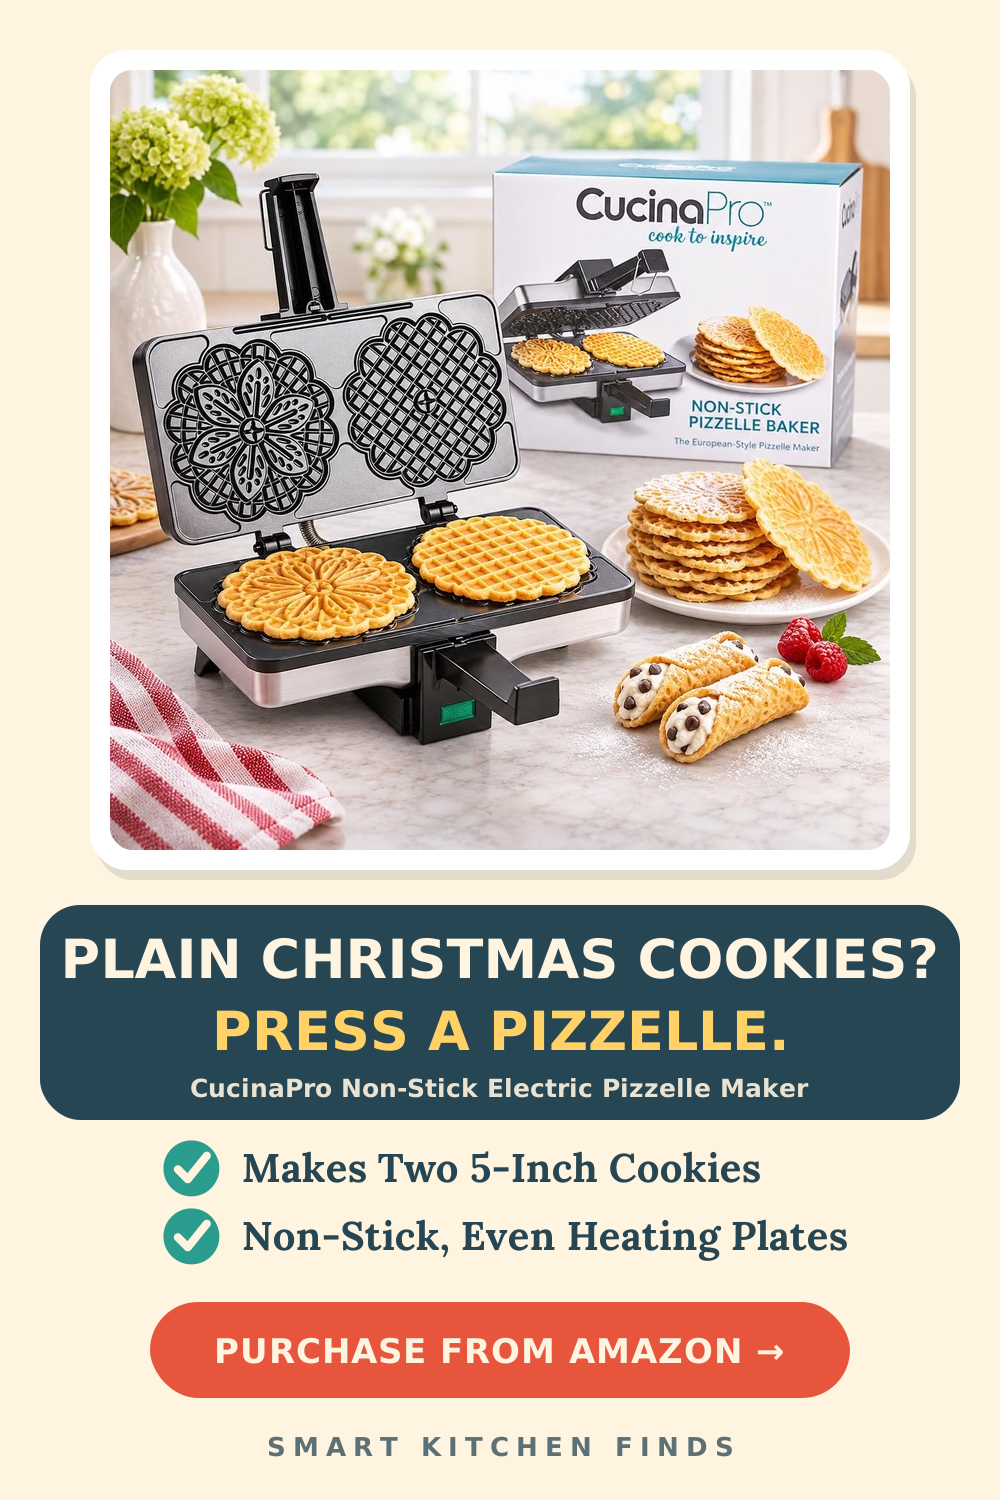 CucinaPro™
cook to inspire
NON-STICK
PIZZELLE BAKER
The European-Style Pizzelle Maker
PLAIN CHRISTMAS COOKIES?
PRESS A PIZZELLE.
CucinaPro Non-Stick Electric Pizzelle Maker
Makes Two 5-Inch Cookies
Non-Stick, Even Heating Plates
PURCHASE FROM AMAZON →
SMART KITCHEN FINDS